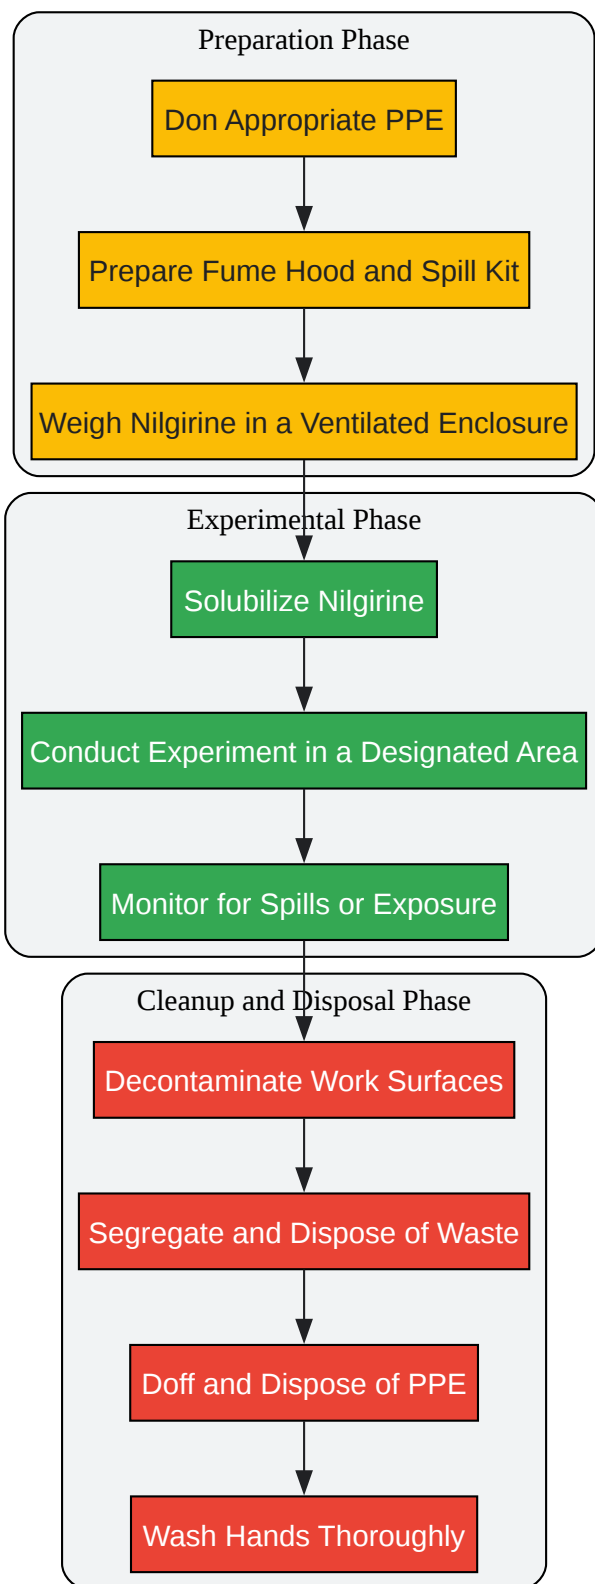 Preparation Phase
Don Appropriate PPE
Prepare Fume Hood and Spill Kit
Weigh Nilgirine in a Ventilated Enclosure
Experimental Phase
Solubilize Nilgirine
Conduct Experiment in a Designated Area
Monitor for Spills or Exposure
Cleanup and Disposal Phase
Decontaminate Work Surfaces
Segregate and Dispose of Waste
Doff and Dispose of PPE
Wash Hands Thoroughly